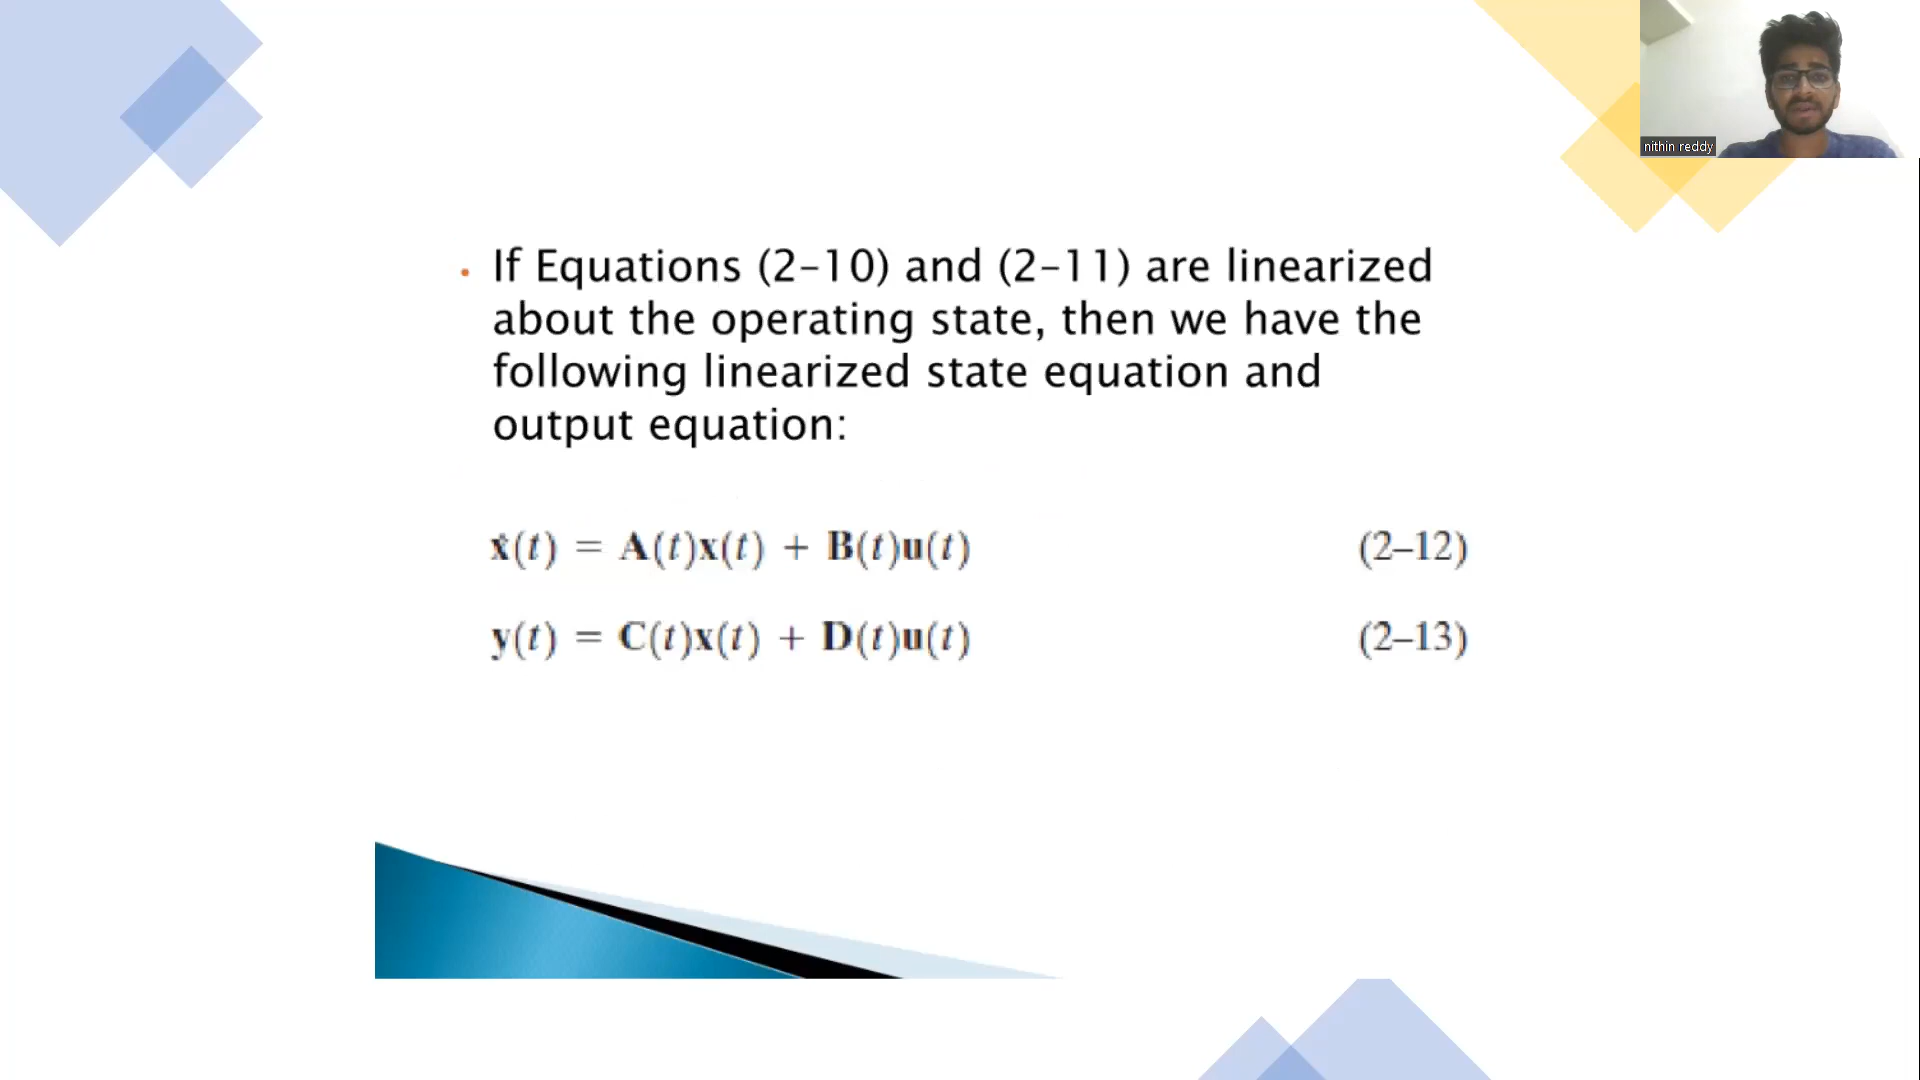 nithin reddy
• If Equations (2-10) and (2-11) are linearized
about the operating state, then we have the
following linearized state equation and
output equation:
ẋ(t) = A(t)x(t) + B(t)u(t) (2–12)
y(t) = C(t)x(t) + D(t)u(t) (2–13)